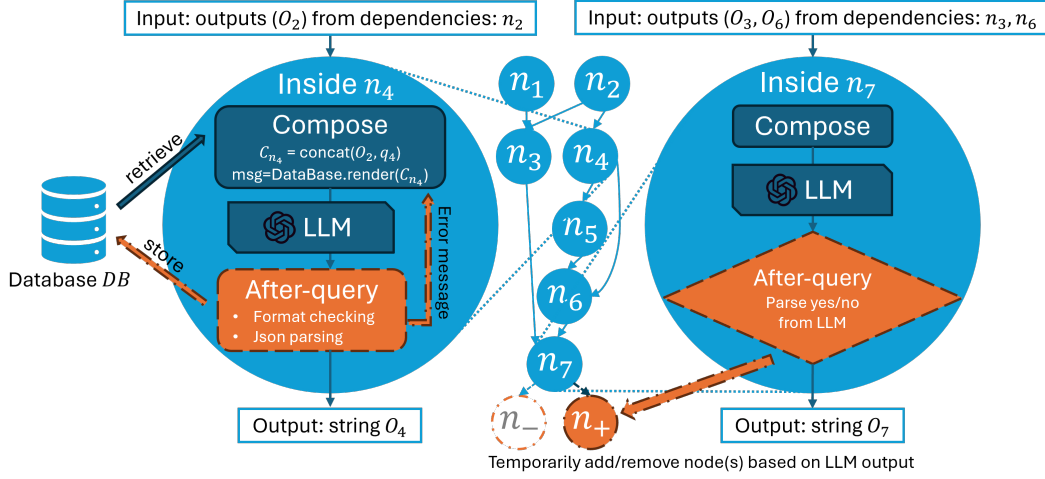 Input: outputs (𝑂₂) from dependencies: 𝑛₂
Inside 𝑛₄
Compose
𝐶ₙ₄ = concat(𝑂₂, 𝑞₄)
msg=DataBase.render(𝐶ₙ₄)
LLM
After-query
• Format checking
• Json parsing
Error message
retrieve
store
Database 𝐷𝐵
Output: string 𝑂₄
𝑛₁
𝑛₂
𝑛₃
𝑛₄
𝑛₅
𝑛₆
𝑛₇
𝑛₋
𝑛₊
Temporarily add/remove node(s) based on LLM output
Input: outputs (𝑂₃, 𝑂₆) from dependencies: 𝑛₃, 𝑛₆
Inside 𝑛₇
Compose
LLM
After-query
Parse yes/no
from LLM
Output: string 𝑂₇